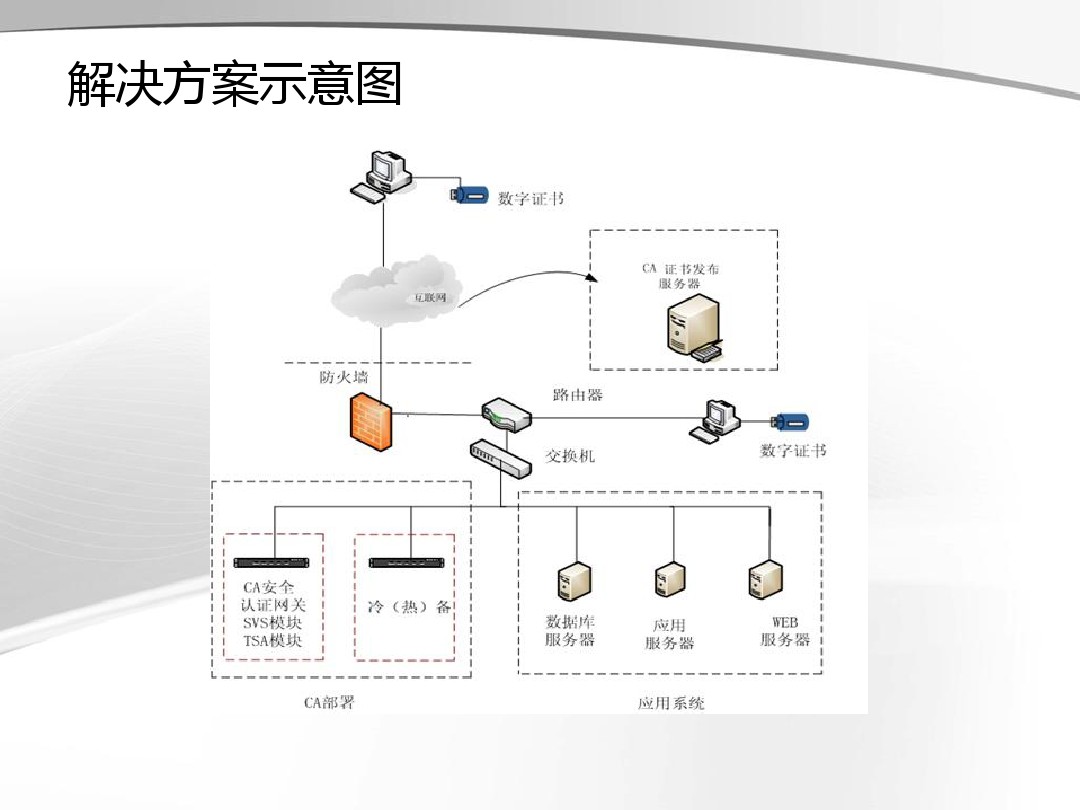 解决方案示意图
数字证书
CA 证书发布
服务器
互联网
防火墙
路由器
交换机
数字证书
CA安全
认证网关
SVS模块
TSA模块
冷（热）备
数据库
服务器
应用
服务器
WEB
服务器
CA部署
应用系统